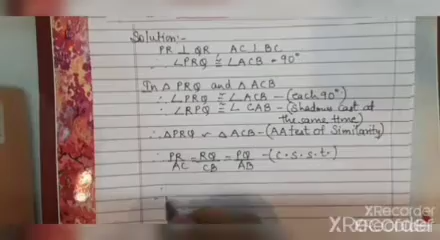 Solution:-
PR ⊥ QR, AC ⊥ BC
∴ ∠PRQ ≅ ∠ACB = 90°
In △ PRQ and △ ACB
∴ ∠PRQ ≅ ∠ACB - (each 90°)
∴ ∠RPQ ≅ ∠CAB - (Shadows cast at
the same time)
∴ △PRQ ~ △ACB - (AA test of Similarity)
∴ PR/AC = RQ/CB = PQ/AB - (c.s.s.t.)
XRecorder
XRecorder